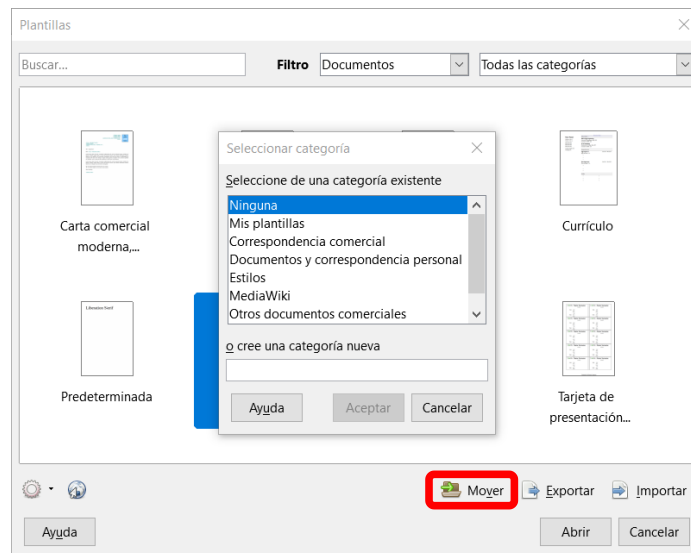 Plantillas
Buscar...
Filtro
Documentos
Todas las categorías
Seleccionar categoría
Seleccione de una categoría existente
Ninguna
Mis plantillas
Correspondencia comercial
Documentos y correspondencia personal
Estilos
MediaWiki
Otros documentos comerciales
o cree una categoría nueva
Ayuda
Aceptar
Cancelar
Carta comercial
moderna,...
Currículo
Liberation Serif
Predeterminada
Tarjeta de
presentación...
Mover
Exportar
Importar
Ayuda
Abrir
Cancelar